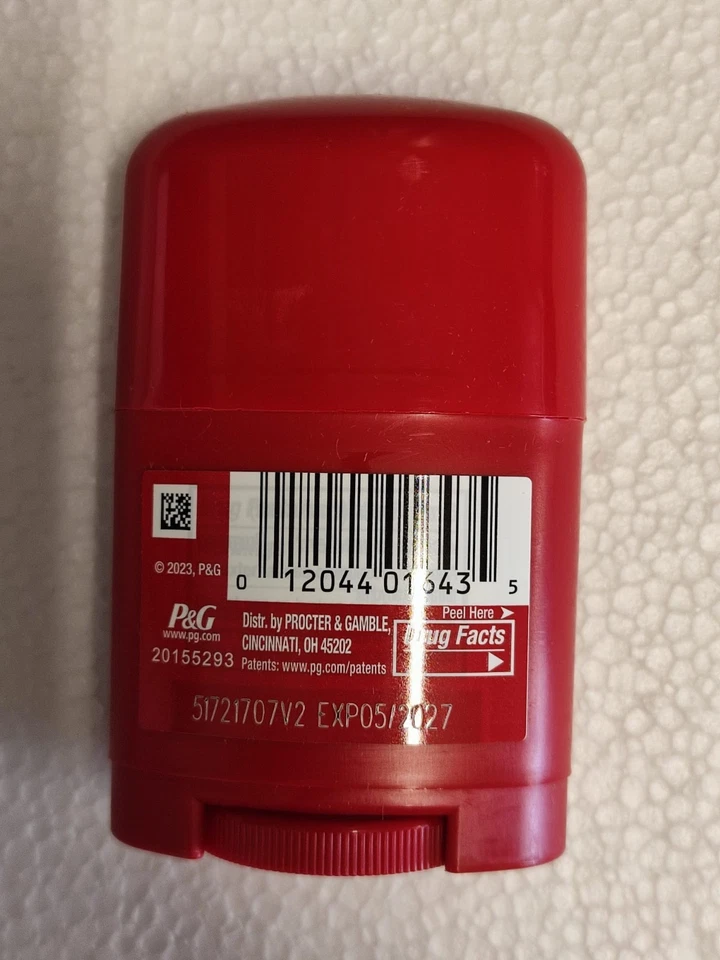 © 2023, P&G
0 12044 01643 5
Peel Here ➤
P&G
www.pg.com
20155293
Distr. by PROCTER & GAMBLE,
CINCINNATI, OH 45202
Patents: www.pg.com/patents
Drug Facts
51721707V2 EXP05/2027